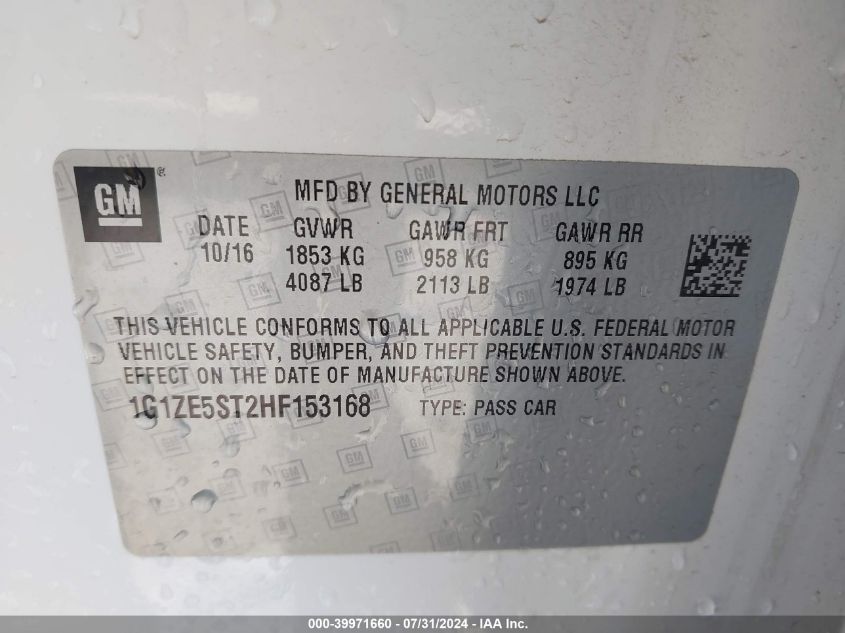 GM
MFD BY GENERAL MOTORS LLC
DATE GVWR GAWR FRT GAWR RR
10/16 1853 KG 958 KG 895 KG
4087 LB 2113 LB 1974 LB
THIS VEHICLE CONFORMS TO ALL APPLICABLE U.S. FEDERAL MOTOR
VEHICLE SAFETY, BUMPER, AND THEFT PREVENTION STANDARDS IN
EFFECT ON THE DATE OF MANUFACTURE SHOWN ABOVE.
1G1ZE5ST2HF153168 TYPE: PASS CAR
000-39971660 - 07/31/2024 - IAA Inc.